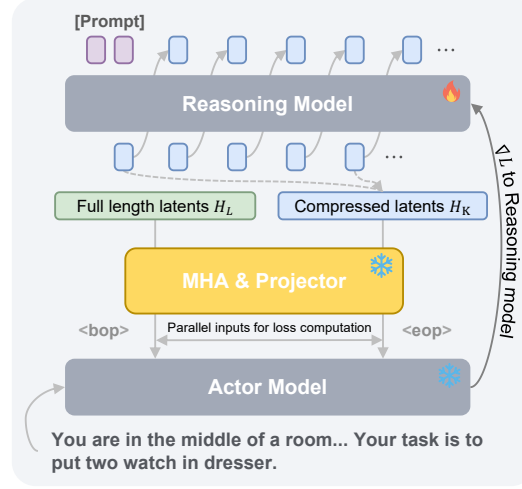 [Prompt]
...
Reasoning Model
...
Full length latents H_L
Compressed latents H_K
MHA & Projector
<bop>
Parallel inputs for loss computation
<eop>
∇L to Reasoning model
Actor Model
You are in the middle of a room... Your task is to
put two watch in dresser.